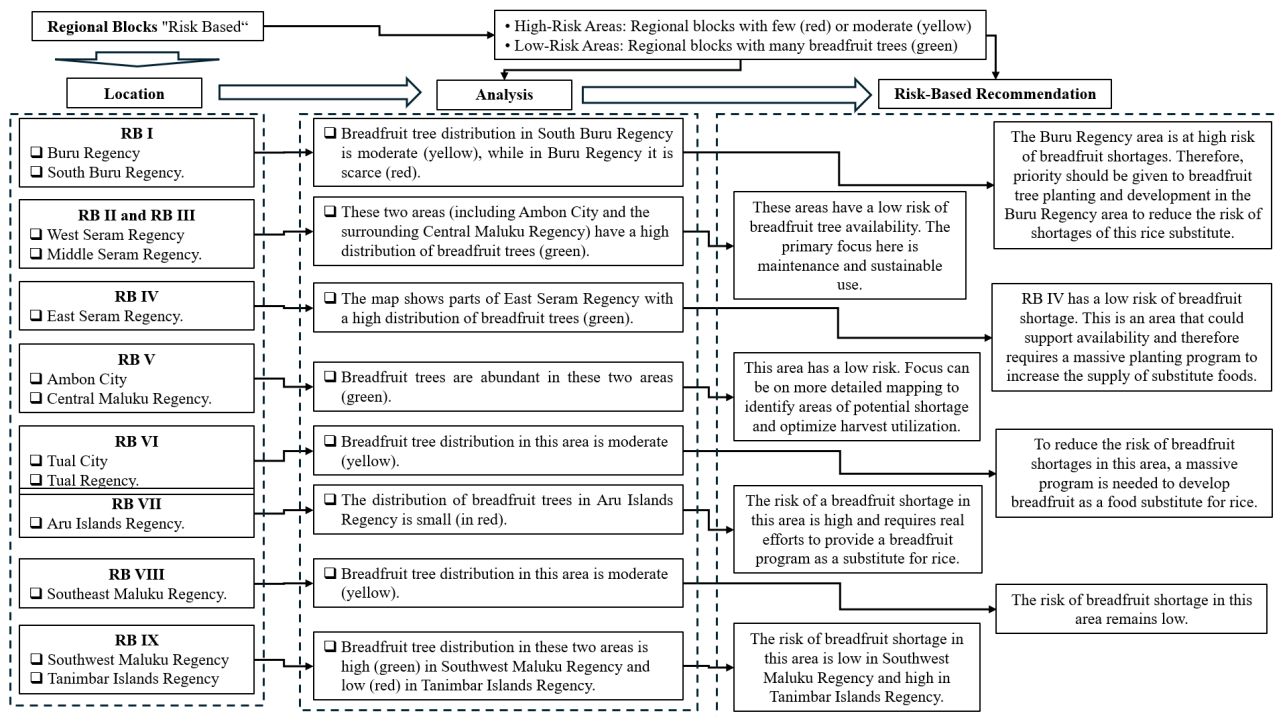 Regional Blocks "Risk Based“
• High-Risk Areas: Regional blocks with few (red) or moderate (yellow)
• Low-Risk Areas: Regional blocks with many breadfruit trees (green)
Location
Analysis
Risk-Based Recommendation
RB I
❑ Buru Regency
❑ South Buru Regency.
❑ Breadfruit tree distribution in South Buru Regency
is moderate (yellow), while in Buru Regency it is
scarce (red).
The Buru Regency area is at high risk
of breadfruit shortages. Therefore,
priority should be given to breadfruit
tree planting and development in the
Buru Regency area to reduce the risk of
shortages of this rice substitute.
RB II and RB III
❑ West Seram Regency
❑ Middle Seram Regency.
❑ These two areas (including Ambon City and the
surrounding Central Maluku Regency) have a high
distribution of breadfruit trees (green).
These areas have a low risk of
breadfruit tree availability. The
primary focus here is
maintenance and sustainable
use.
RB IV
❑ East Seram Regency.
❑ The map shows parts of East Seram Regency with
a high distribution of breadfruit trees (green).
RB IV has a low risk of breadfruit
shortage. This is an area that could
support availability and therefore
requires a massive planting program to
increase the supply of substitute foods.
RB V
❑ Ambon City
❑ Central Maluku Regency.
❑ Breadfruit trees are abundant in these two areas
(green).
This area has a low risk. Focus can
be on more detailed mapping to
identify areas of potential shortage
and optimize harvest utilization.
RB VI
❑ Tual City
❑ Tual Regency.
❑ Breadfruit tree distribution in this area is moderate
(yellow).
To reduce the risk of breadfruit
shortages in this area, a massive
program is needed to develop
breadfruit as a food substitute for rice.
RB VII
❑ Aru Islands Regency.
❑ The distribution of breadfruit trees in Aru Islands
Regency is small (in red).
The risk of a breadfruit shortage in
this area is high and requires real
efforts to provide a breadfruit
program as a substitute for rice.
RB VIII
❑ Southeast Maluku Regency.
❑ Breadfruit tree distribution in this area is moderate
(yellow).
The risk of breadfruit shortage in this
area remains low.
RB IX
❑ Southwest Maluku Regency
❑ Tanimbar Islands Regency
❑ Breadfruit tree distribution in these two areas is
high (green) in Southwest Maluku Regency and
low (red) in Tanimbar Islands Regency.
The risk of breadfruit shortage in
this area is low in Southwest
Maluku Regency and high in
Tanimbar Islands Regency.